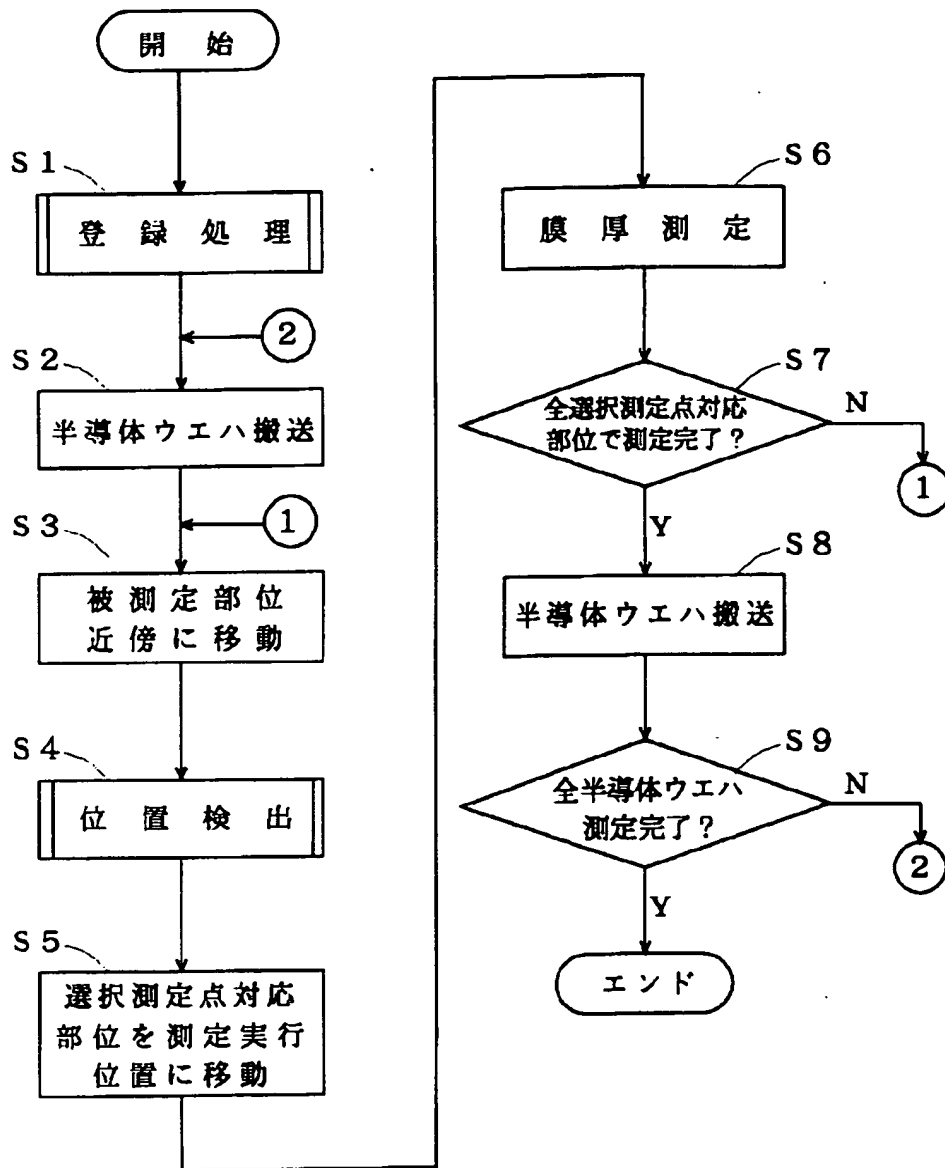 開始
S1
登録処理
②
S2
半導体ウエハ搬送
①
S3
被測定部位
近傍に移動
S4
位置検出
S5
選択測定点対応
部位を測定実行
位置に移動
S6
膜厚測定
S7
全選択測定点対応
部位で測定完了?
N
①
Y
S8
半導体ウエハ搬送
S9
全半導体ウエハ
測定完了?
N
②
Y
エンド